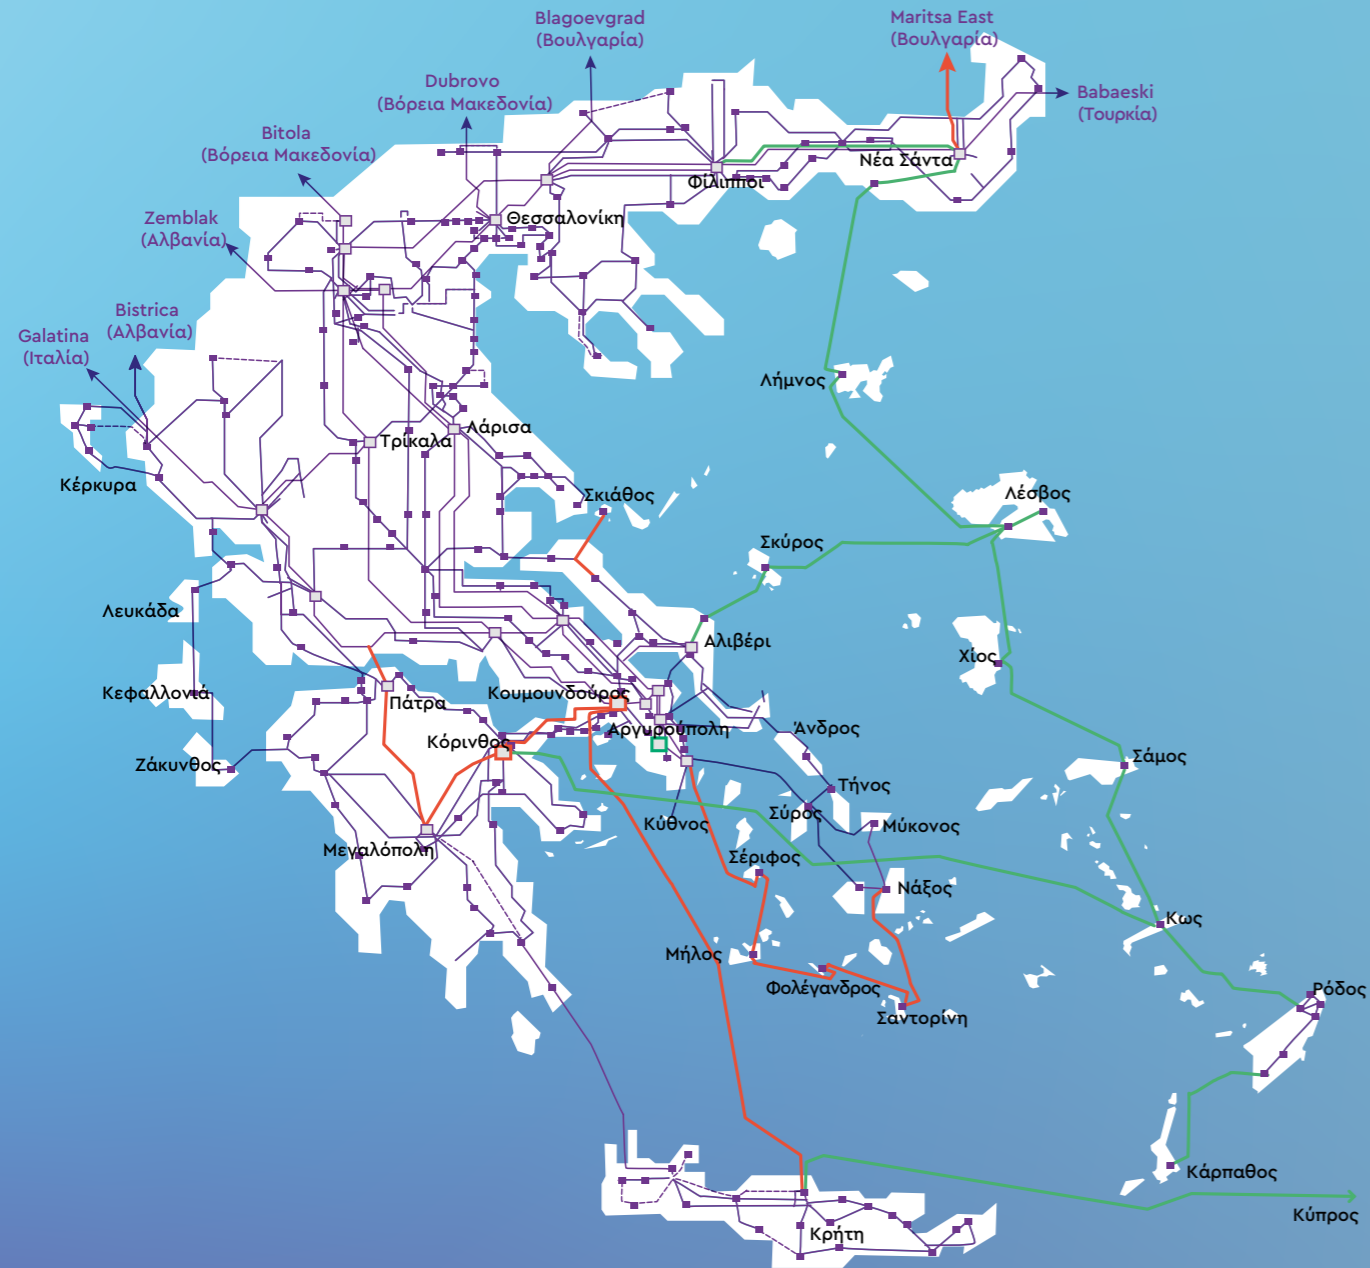 Blagoevgrad
(Βουλγαρία)
Maritsa East
(Βουλγαρία)
Dubrovo
(Βόρεια Μακεδονία)
Babaeski
(Τουρκία)
Bitola
(Βόρεια Μακεδονία)
Νέα Σάντα
Φίλιπποι
Zemblak
(Αλβανία)
Θεσσαλονίκη
Bistrica
(Αλβανία)
Galatina
(Ιταλία)
Λήμνος
Τρίκαλα
Λάρισα
Κέρκυρα
Σκιάθος
Λέσβος
Σκύρος
Λευκάδα
Αλιβέρι
Χίος
Κεφαλλονιά
Πάτρα
Κουμουνδούρος
Αργυρούπολη
Άνδρος
Κόρινθος
Ζάκυνθος
Σάμος
Τήνος
Σύρος
Κύθνος
Μύκονος
Μεγαλόπολη
Σέριφος
Νάξος
Κως
Μήλος
Φολέγανδρος
Ρόδος
Σαντορίνη
Κάρπαθος
Κύπρος
Κρήτη